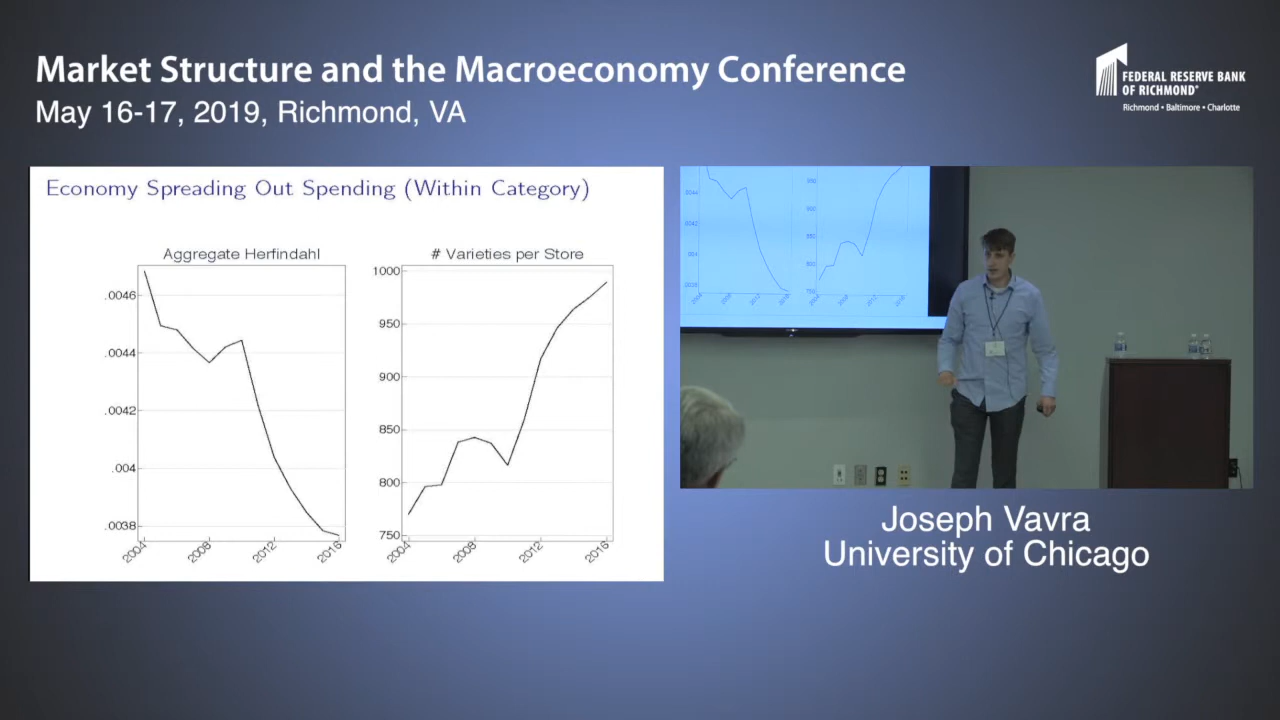 Market Structure and the Macroeconomy Conference
May 16-17, 2019, Richmond, VA
FEDERAL RESERVE BANK
OF RICHMOND®
Richmond • Baltimore • Charlotte
Economy Spreading Out Spending (Within Category)
Aggregate Herfindahl
.0046
.0044
.0042
.004
.0038
2004
2008
2012
2016
# Varieties per Store
1000
950
900
850
800
750
2004
2008
2012
2016
Joseph Vavra
University of Chicago